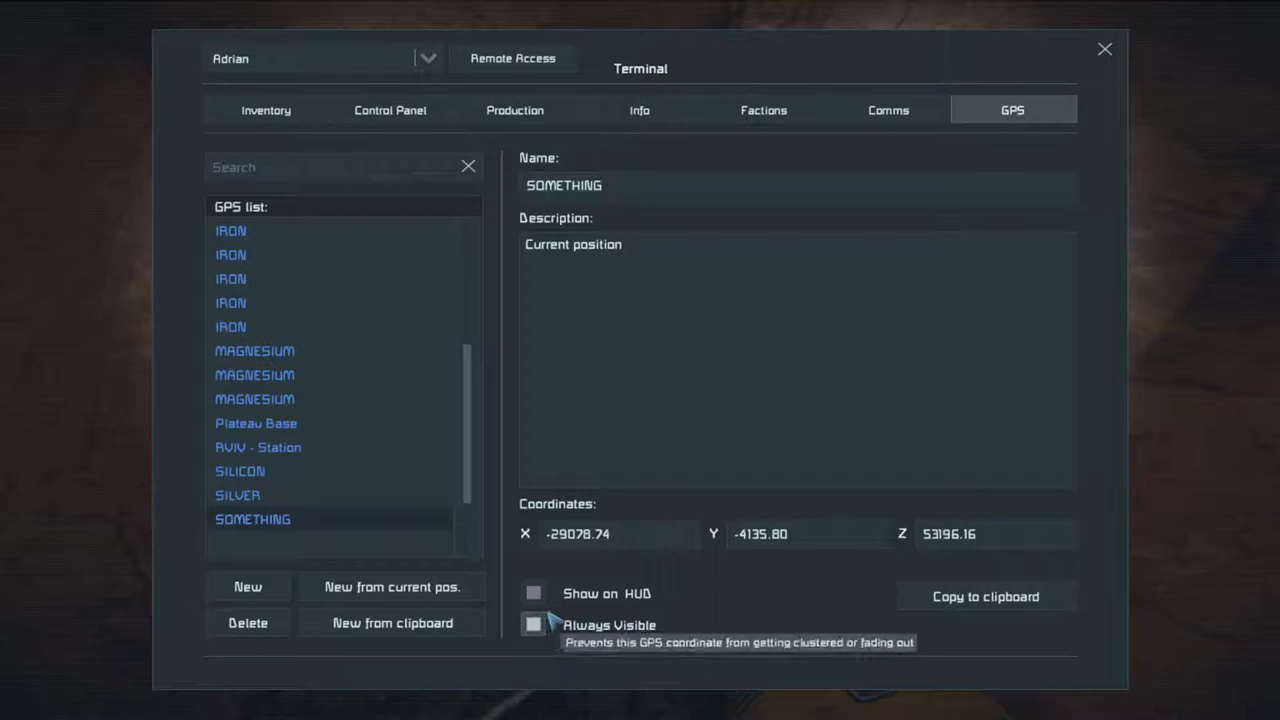 Adrian
Remote Access
Terminal
Inventory
Control Panel
Production
Info
Factions
Comms
GPS
Search
GPS list:
IRON
IRON
IRON
IRON
IRON
MAGNESIUM
MAGNESIUM
MAGNESIUM
Plateau Base
RVIV - Station
SILICON
SILVER
SOMETHING
New
New from current pos.
Delete
New from clipboard
Name:
SOMETHING
Description:
Current position
Coordinates:
X -29078.74 Y -4135.80 Z 53196.16
Show on HUD
Copy to clipboard
Always Visible
Prevents this GPS coordinate from getting clustered or fading out